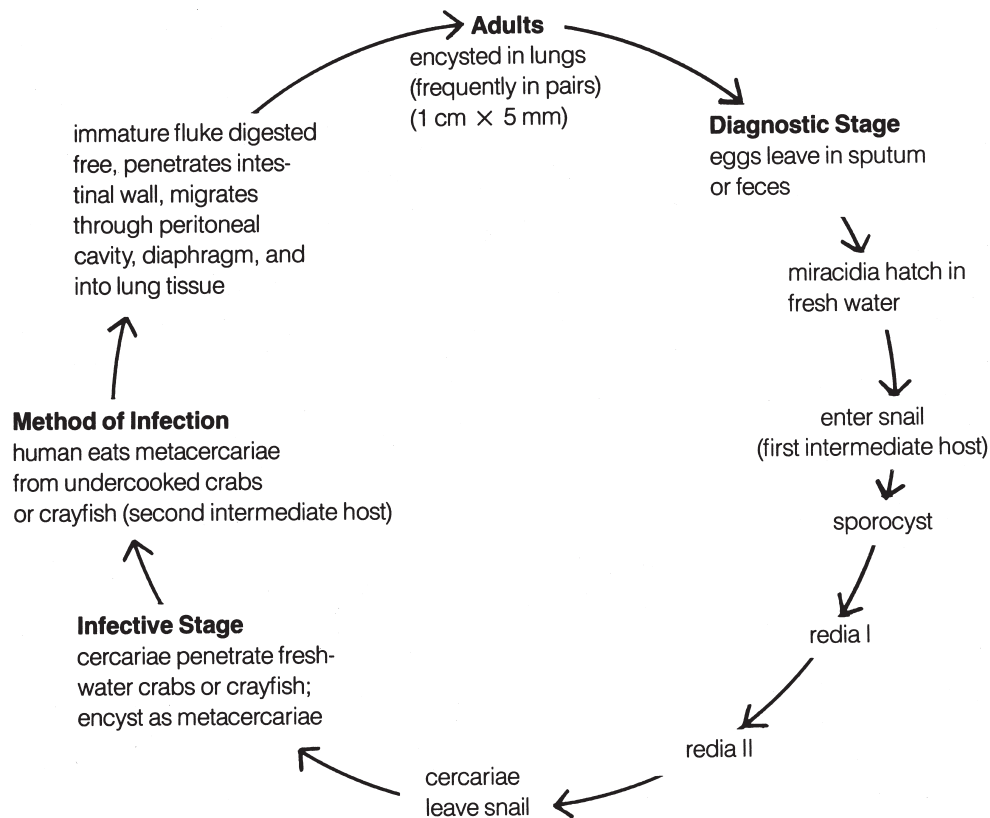 Adults
encysted in lungs
(frequently in pairs)
(1 cm × 5 mm)
Diagnostic Stage
eggs leave in sputum
or feces
miracidia hatch in
fresh water
enter snail
(first intermediate host)
sporocyst
redia I
redia II
cercariae
leave snail
Infective Stage
cercariae penetrate fresh-
water crabs or crayfish;
encyst as metacercariae
Method of Infection
human eats metacercariae
from undercooked crabs
or crayfish (second intermediate host)
immature fluke digested
free, penetrates intes-
tinal wall, migrates
through peritoneal
cavity, diaphragm, and
into lung tissue